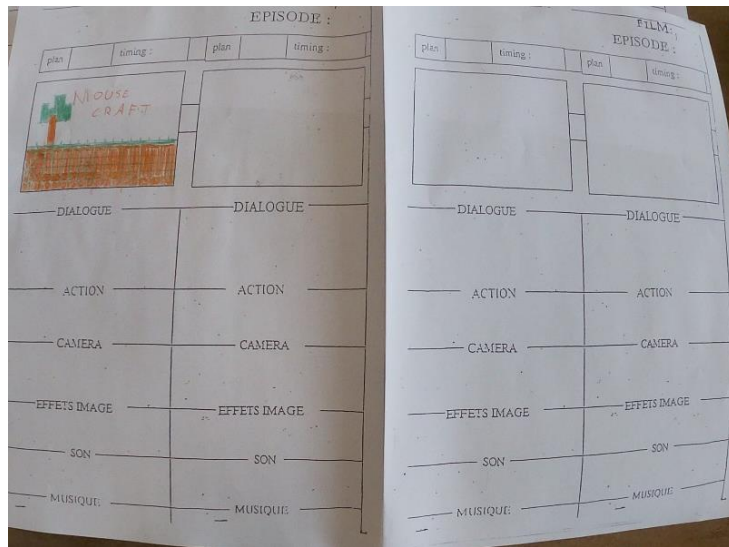 EPISODE :
plan timing : plan timing :
MOUSE
CRAFT
DIALOGUE DIALOGUE
ACTION ACTION
CAMERA CAMERA
EFFETS IMAGE EFFETS IMAGE
SON SON
MUSIQUE MUSIQUE
FILM :
EPISODE :
plan timing : plan timing :
DIALOGUE DIALOGUE
ACTION ACTION
CAMERA CAMERA
EFFETS IMAGE EFFETS IMAGE
SON SON
MUSIQUE MUSIQUE